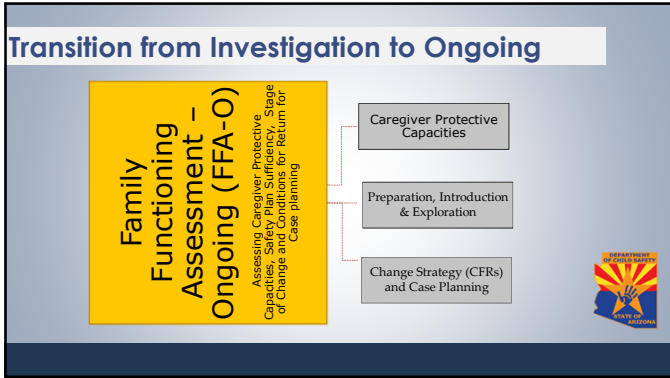 Transition from Investigation to Ongoing
Family
Functioning
Assessment –
Ongoing (FFA-O)
Assessing Caregiver Protective
Capacities, Safety Plan Sufficiency, Stage
of Change and Conditions for Return for
Case planning
Caregiver Protective
Capacities
Preparation, Introduction
& Exploration
Change Strategy (CFRs)
and Case Planning
DEPARTMENT
OF CHILD SAFETY
STATE OF
ARIZONA